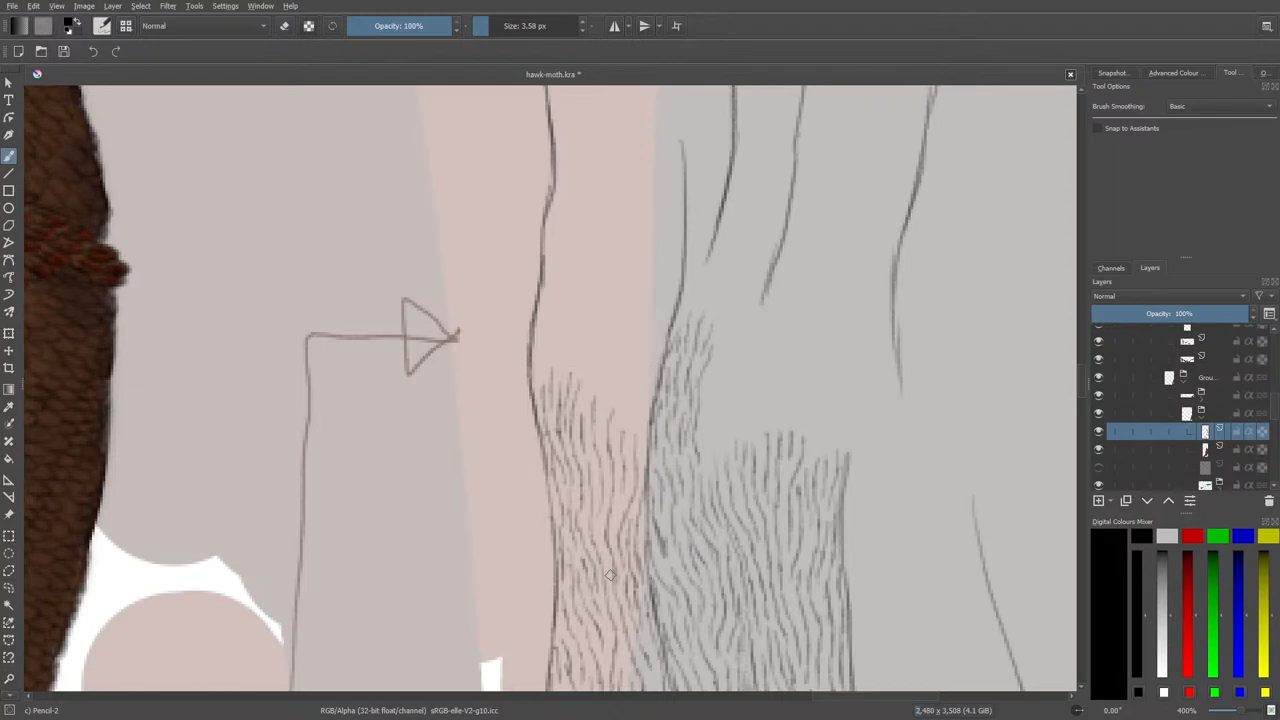 File Edit View Image Layer Select Filter Tools Settings Window Help
Normal Opacity: 100% Size: 3.58 px
hawk-moth.kra *
Snapshot... Advanced Colour ... Tool ... O...
Tool Options
Brush Smoothing: Basic
Snap to Assistants
Channels Layers
Layers
Normal
Opacity: 100%
Grou...
Digital Colours Mixer
c) Pencil-2 RGB/Alpha (32-bit float/channel) sRGB-elle-V2-g10.icc 2,480 x 3,508 (4.1 GiB) 0.00° 400%